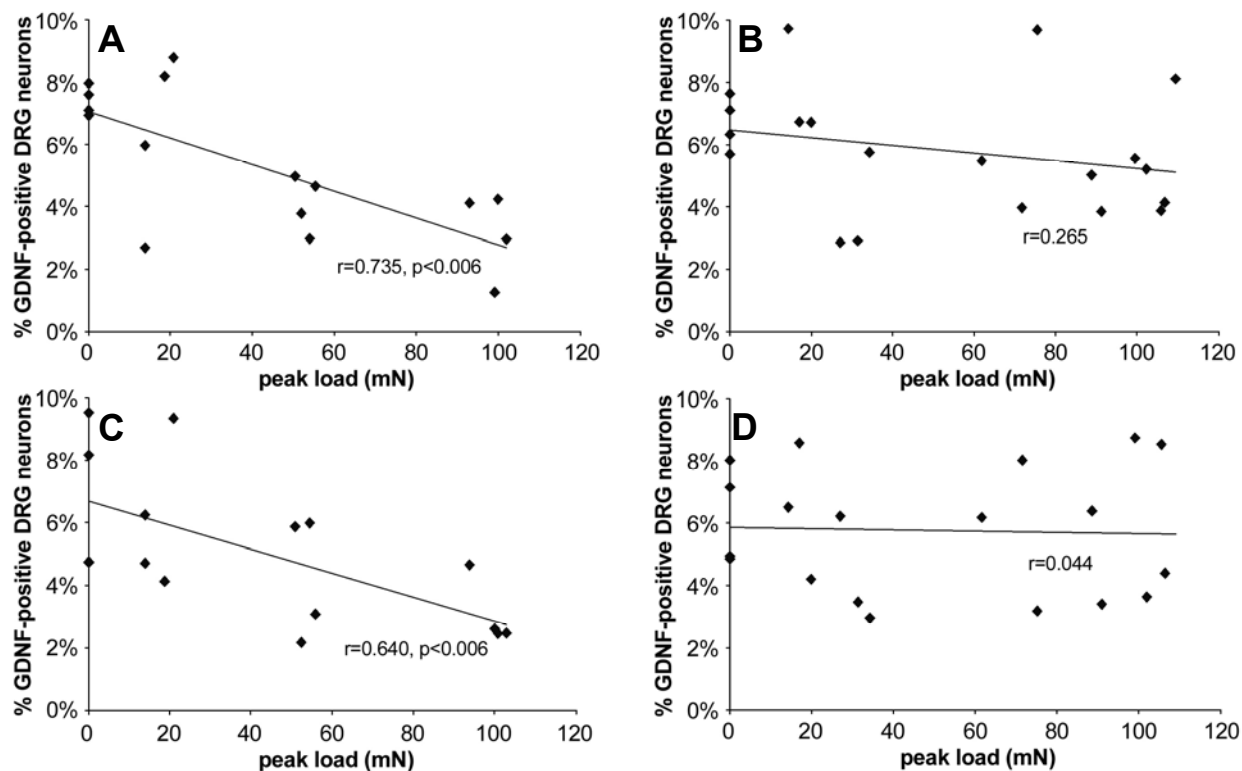 A
% GDNF-positive DRG neurons
10%
8%
6%
4%
2%
0%
r=0.735, p<0.006
0 20 40 60 80 100 120
peak load (mN)
B
% GDNF-positive DRG neurons
10%
8%
6%
4%
2%
0%
r=0.265
0 20 40 60 80 100 120
peak load (mN)
C
% GDNF-positive DRG neurons
10%
8%
6%
4%
2%
0%
r=0.640, p<0.006
0 20 40 60 80 100 120
peak load (mN)
D
% GDNF-positive DRG neurons
10%
8%
6%
4%
2%
0%
r=0.044
0 20 40 60 80 100 120
peak load (mN)